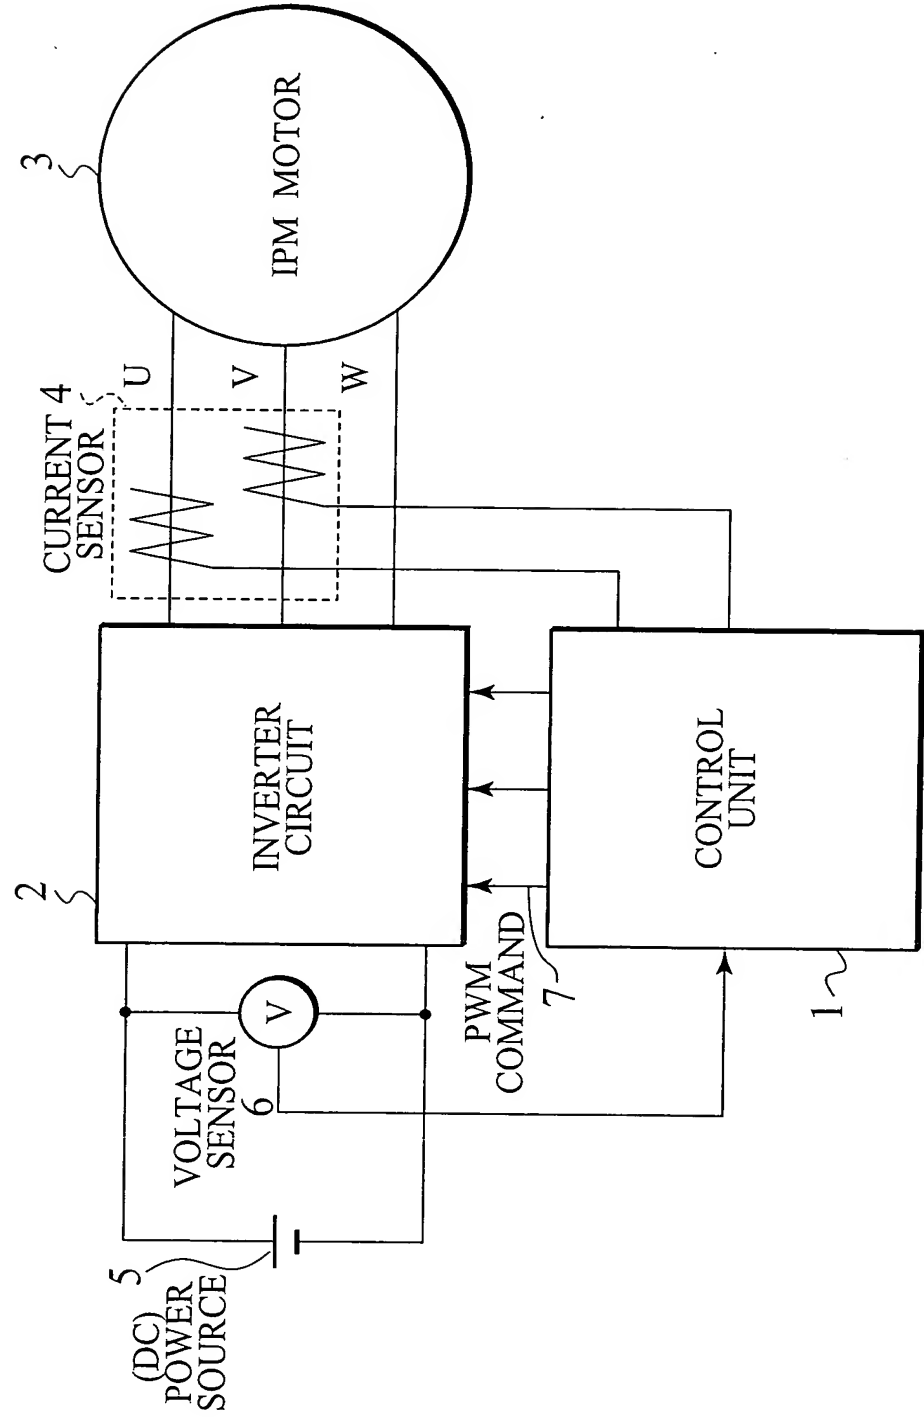 3
IPM MOTOR
U
V
W
CURRENT 4
SENSOR
2
INVERTER
CIRCUIT
V
VOLTAGE
SENSOR
6
PWM
COMMAND
7
CONTROL
UNIT
1
5
(DC)
POWER
SOURCE